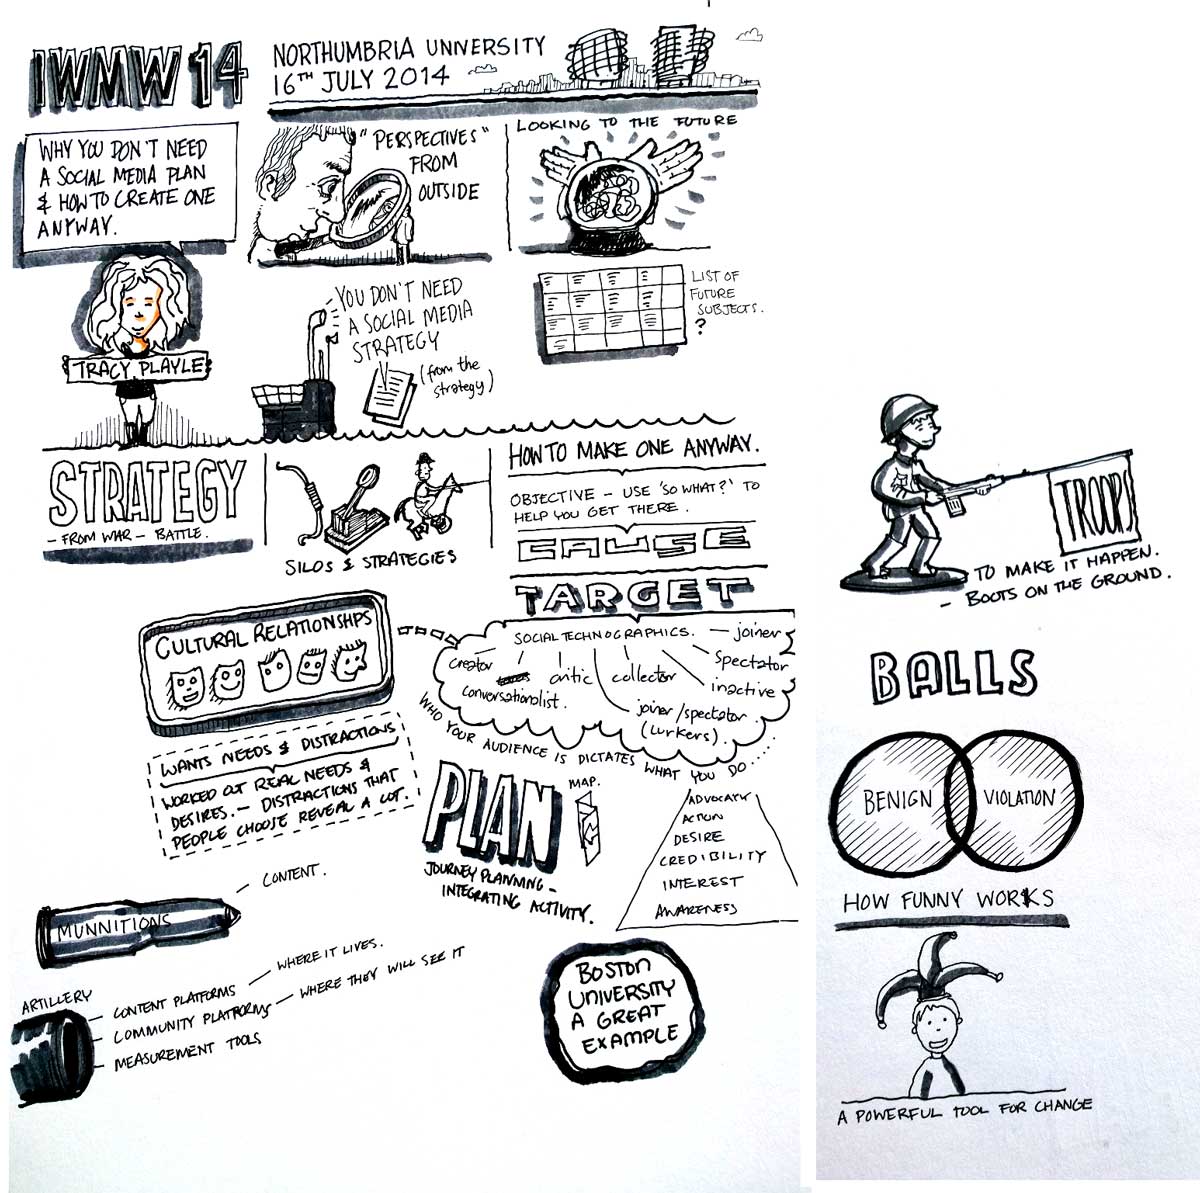 IWMW 14
NORTHUMBRIA UNIVERSITY
16TH JULY 2014
WHY YOU DON'T NEED
A SOCIAL MEDIA PLAN
& HOW TO CREATE ONE
ANYWAY.
TRACY PLAYLE
"PERSPECTIVES"
FROM
OUTSIDE
LOOKING TO THE FUTURE
LIST OF
FUTURE
SUBJECTS.
?
YOU DON'T NEED
A SOCIAL MEDIA
STRATEGY
(from the
strategy)
STRATEGY
- FROM WAR - BATTLE.
SILOS & STRATEGIES
HOW TO MAKE ONE ANYWAY.
OBJECTIVE - USE 'SO WHAT?' TO
HELP YOU GET THERE.
CAUSE
TARGET
SOCIAL TECHNOGRAPHICS.
joiner
Spectator
inactive
creator
conversationalist.
critic
collector
joiner/spectator
(lurkers).
WHO YOUR AUDIENCE IS DICTATES WHAT YOU DO.....
CULTURAL RELATIONSHIPS
WANTS NEEDS & DISTRACTIONS
WORKED OUT REAL NEEDS &
DESIRES. - DISTRACTIONS THAT
PEOPLE CHOOSE REVEAL A LOT.
PLAN
MAP.
JOURNEY PLANNING -
INTEGRATING ACTIVITY.
ADVOCATE
ACTION
DESIRE
CREDIBILITY
INTEREST
AWARENESS
CONTENT.
MUNNITIONS
ARTILLERY
CONTENT PLATFORMS
WHERE IT LIVES.
COMMUNITY PLATFORMS
WHERE THEY WILL SEE IT
MEASUREMENT TOOLS
BOSTON
UNIVERSITY
A GREAT
EXAMPLE
TROOPS
TO MAKE IT HAPPEN.
- BOOTS ON THE GROUND.
BALLS
BENIGN
VIOLATION
HOW FUNNY WORKS
A POWERFUL TOOL FOR CHANGE